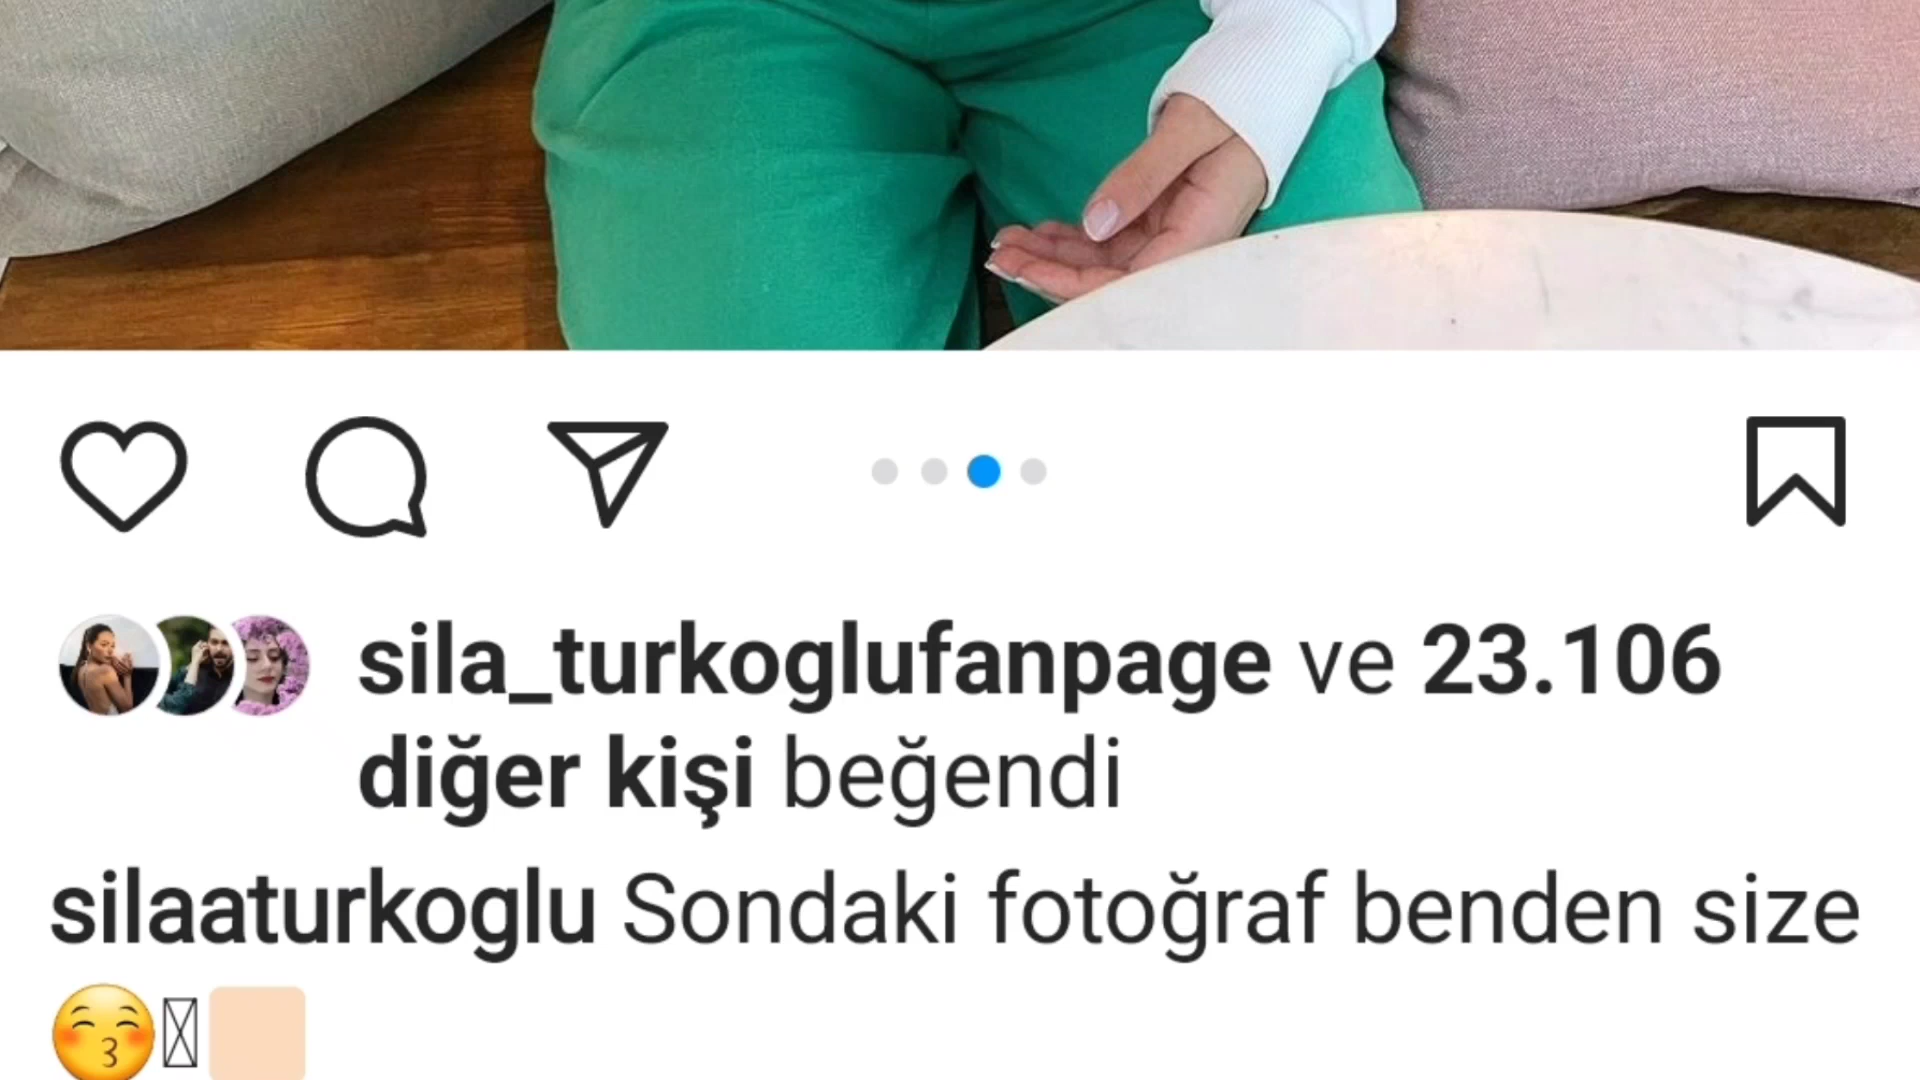 sila_turkoglufanpage ve 23.106
diğer kişi beğendi
silaaturkoglu Sondaki fotoğraf benden size